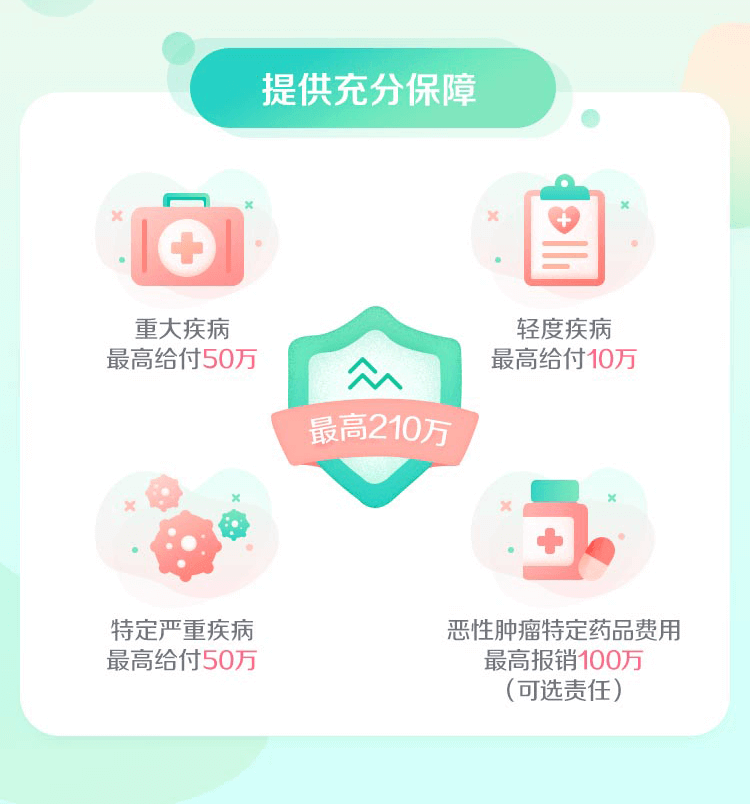 提供充分保障
重大疾病
最高给付50万
轻度疾病
最高给付10万
最高210万
特定严重疾病
最高给付50万
恶性肿瘤特定药品费用
最高报销100万
（可选责任）